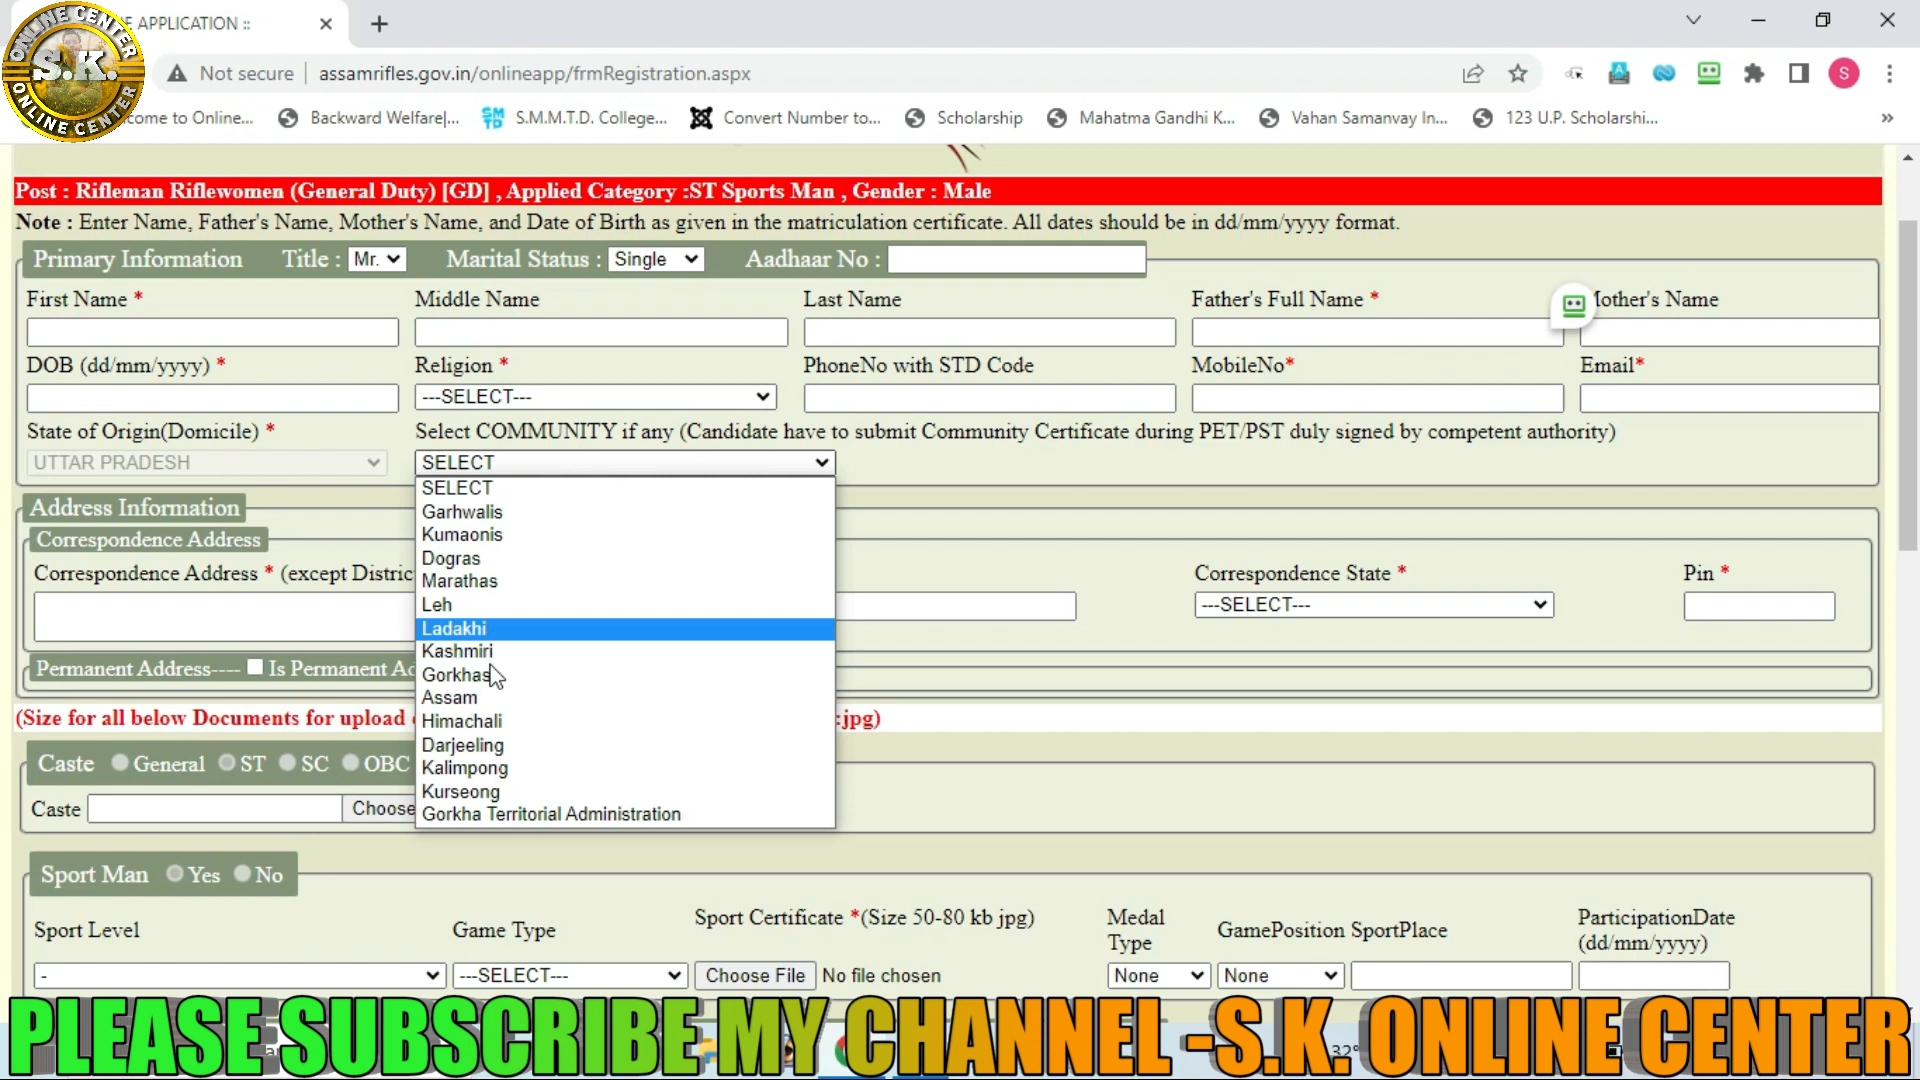 E APPLICATION ::
ONLINE CENTER
S.K.
ONLINE CENTER
Not secure
assamrifles.gov.in/onlineapp/frmRegistration.aspx
S
come to Online...
Backward Welfare|...
S.M.M.T.D. College...
Convert Number to...
Scholarship
Mahatma Gandhi K...
Vahan Samanvay In...
123 U.P. Scholarshi...
»
Post : Rifleman Riflewomen (General Duty) [GD] , Applied Category :ST Sports Man , Gender : Male
Note : Enter Name, Father's Name, Mother's Name, and Date of Birth as given in the matriculation certificate. All dates should be in dd/mm/yyyy format.
Primary Information Title : Mr. Marital Status : Single Aadhaar No :
First Name * Middle Name Last Name Father's Full Name * Mother's Name
DOB (dd/mm/yyyy) * Religion * PhoneNo with STD Code MobileNo* Email*
---SELECT---
State of Origin(Domicile) * Select COMMUNITY if any (Candidate have to submit Community Certificate during PET/PST duly signed by competent authority)
UTTAR PRADESH SELECT
SELECT
Garhwalis
Kumaonis
Dogras
Marathas
Leh
Ladakhi
Kashmiri
Gorkhas
Assam
Himachali
Darjeeling
Kalimpong
Kurseong
Gorkha Territorial Administration
Address Information
Correspondence Address
Correspondence Address * (except Distric Correspondence State * Pin *
---SELECT---
Permanent Address---- Is Permanent Ad
(Size for all below Documents for upload :jpg)
Caste General ST SC OBC
Caste Choose
Sport Man Yes No
Sport Level Game Type Sport Certificate *(Size 50-80 kb jpg) Medal Type GamePosition SportPlace ParticipationDate (dd/mm/yyyy)
- ---SELECT--- Choose File No file chosen None None
PLEASE SUBSCRIBE MY CHANNEL -S.K. ONLINE CENTER
32°